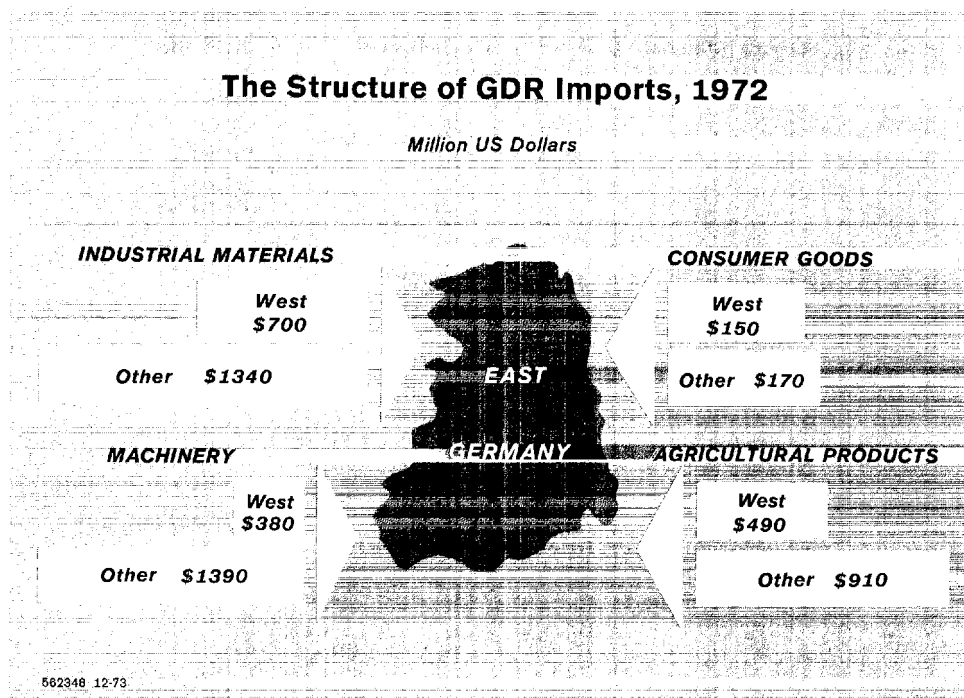 The Structure of GDR Imports, 1972
Million US Dollars
INDUSTRIAL MATERIALS
West
$700
Other $1340
CONSUMER GOODS
West
$150
Other $170
EAST
GERMANY
MACHINERY
West
$380
Other $1390
AGRICULTURAL PRODUCTS
West
$490
Other $910
562348 12-73